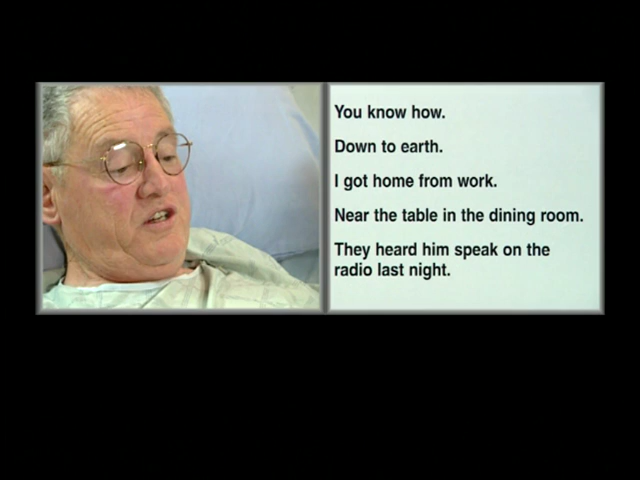 You know how.
Down to earth.
I got home from work.
Near the table in the dining room.
They heard him speak on the
radio last night.